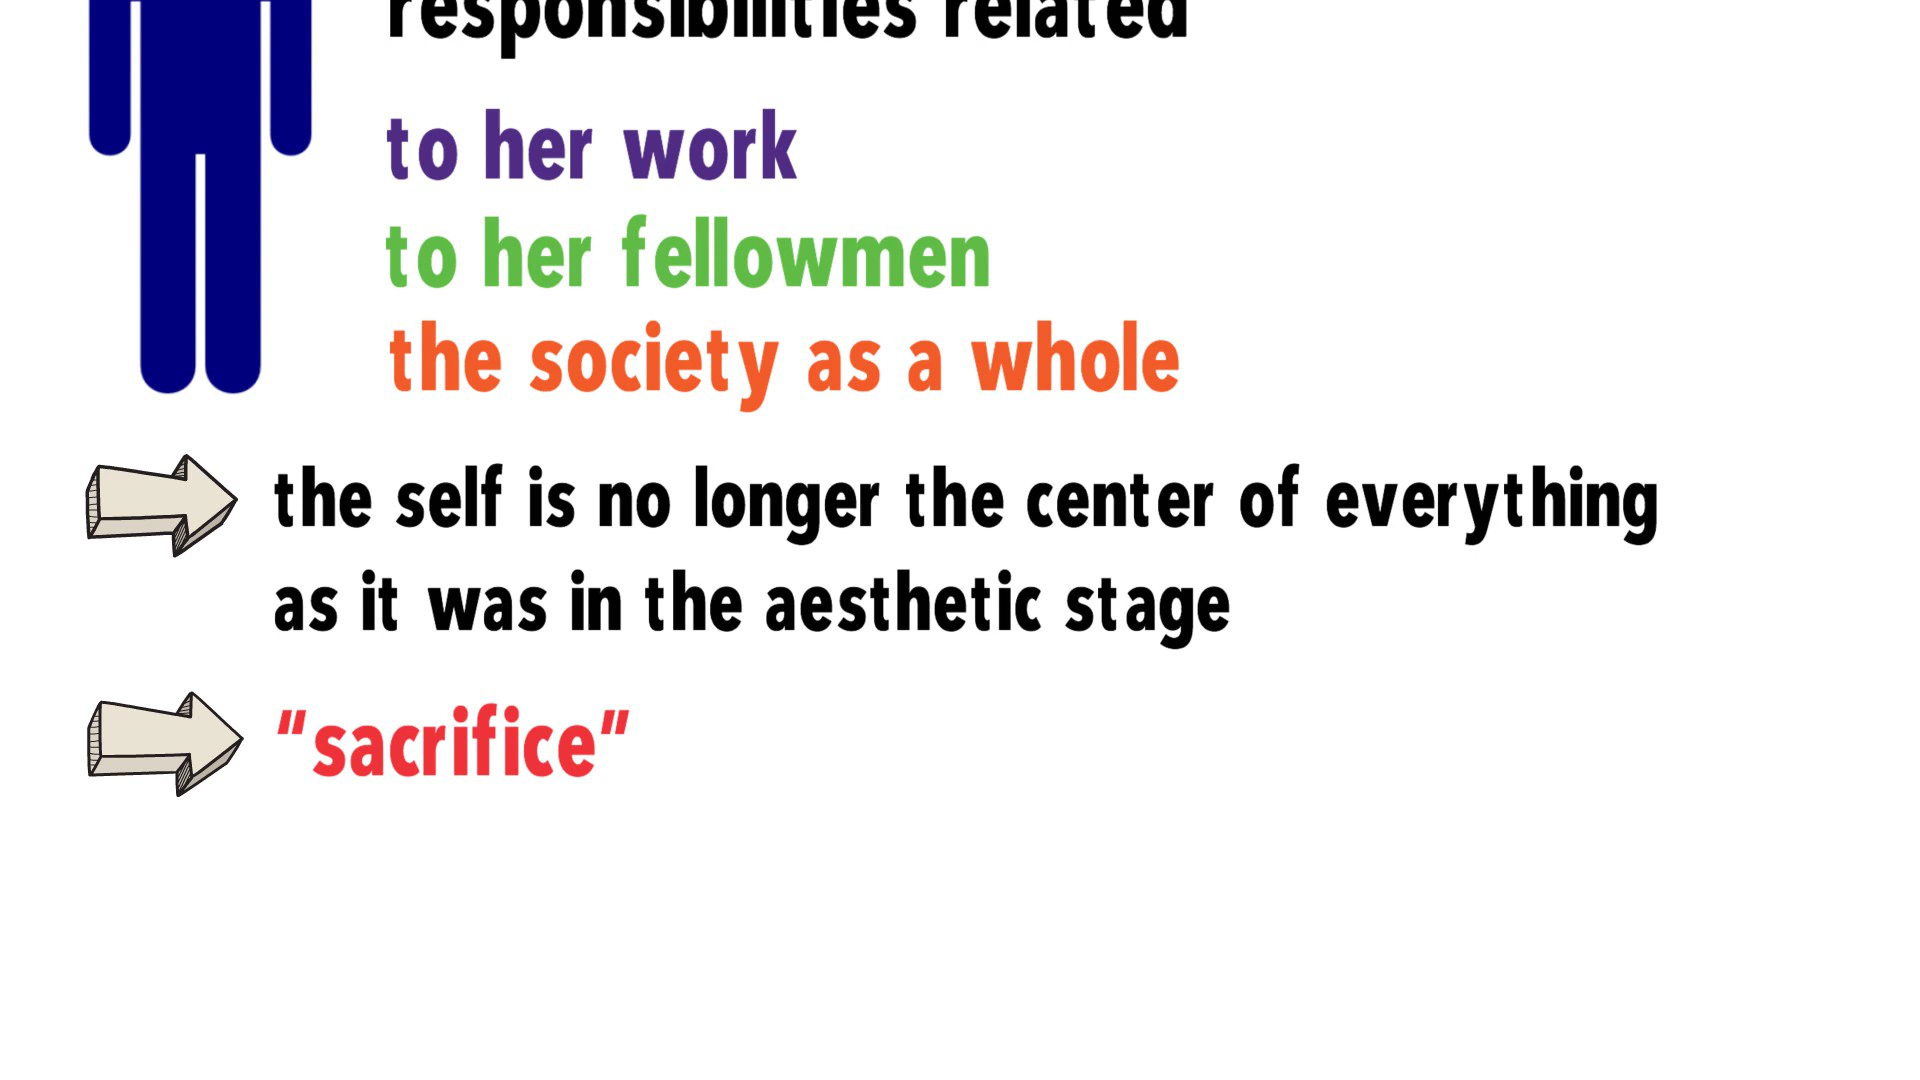 responsibilities related
to her work
to her fellowmen
the society as a whole
the self is no longer the center of everything
as it was in the aesthetic stage
"sacrifice"